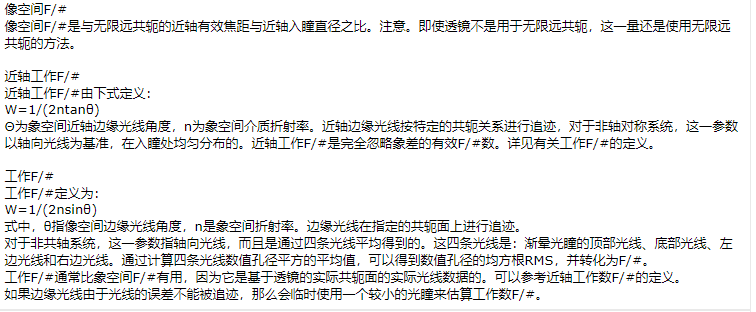 像空间F/#
像空间F/#是与无限远共轭的近轴有效焦距与近轴入瞳直径之比。注意。即使透镜不是用于无限远共轭，这一量还是使用无限远
共轭的方法。
近轴工作F/#
近轴工作F/#由下式定义：
W=1/(2ntanθ)
Θ为象空间近轴边缘光线角度，n为象空间介质折射率。近轴边缘光线按特定的共轭关系进行追迹，对于非轴对称系统，这一参数
以轴向光线为基准，在入瞳处均匀分布的。近轴工作F/#是完全忽略象差的有效F/#数。详见有关工作F/#的定义。
工作F/#
工作F/#定义为：
W=1/(2nsinθ)
式中，θ指像空间边缘光线角度，n是象空间折射率。边缘光线在指定的共轭面上进行追迹。
对于非共轴系统，这一参数指轴向光线，而且是通过四条光线平均得到的。这四条光线是：渐晕光瞳的顶部光线、底部光线、左
边光线和右边光线。通过计算四条光线数值孔径平方的平均值，可以得到数值孔径的均方根RMS，并转化为F/#。
工作F/#通常比象空间F/#有用，因为它是基于透镜的实际共轭面的实际光线数据的。可以参考近轴工作数F/#的定义。
如果边缘光线由于光线的误差不能被追迹，那么会临时使用一个较小的光瞳来估算工作数F/#。